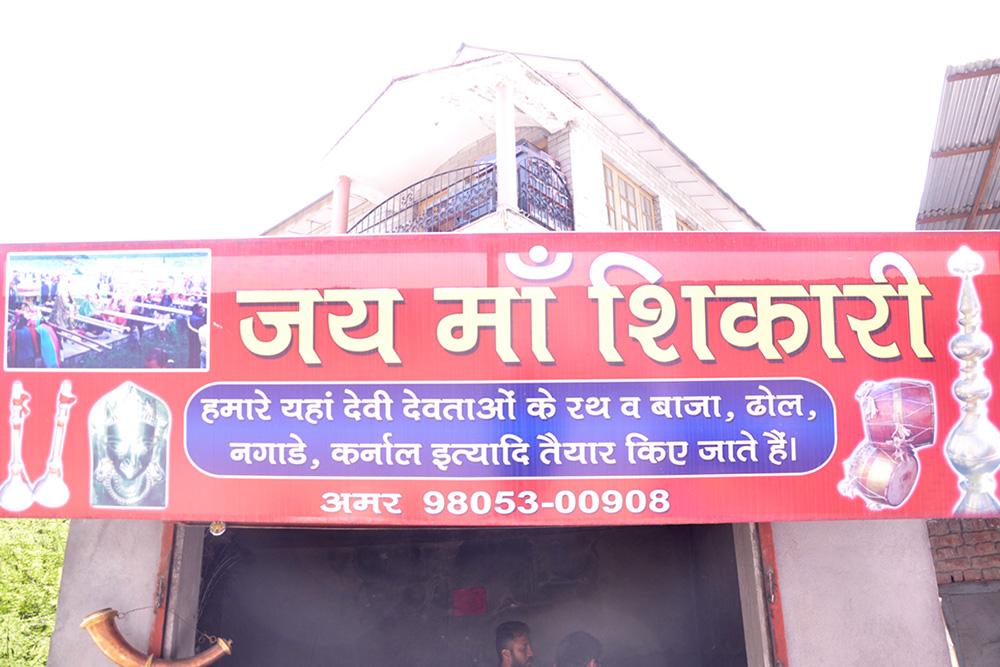 जय माँ शिकारी
हमारे यहां देवी देवताओं के रथ व बाजा, ढोल,
नगाडे, कर्नाल इत्यादि तैयार किए जाते हैं।
अमर 98053-00908